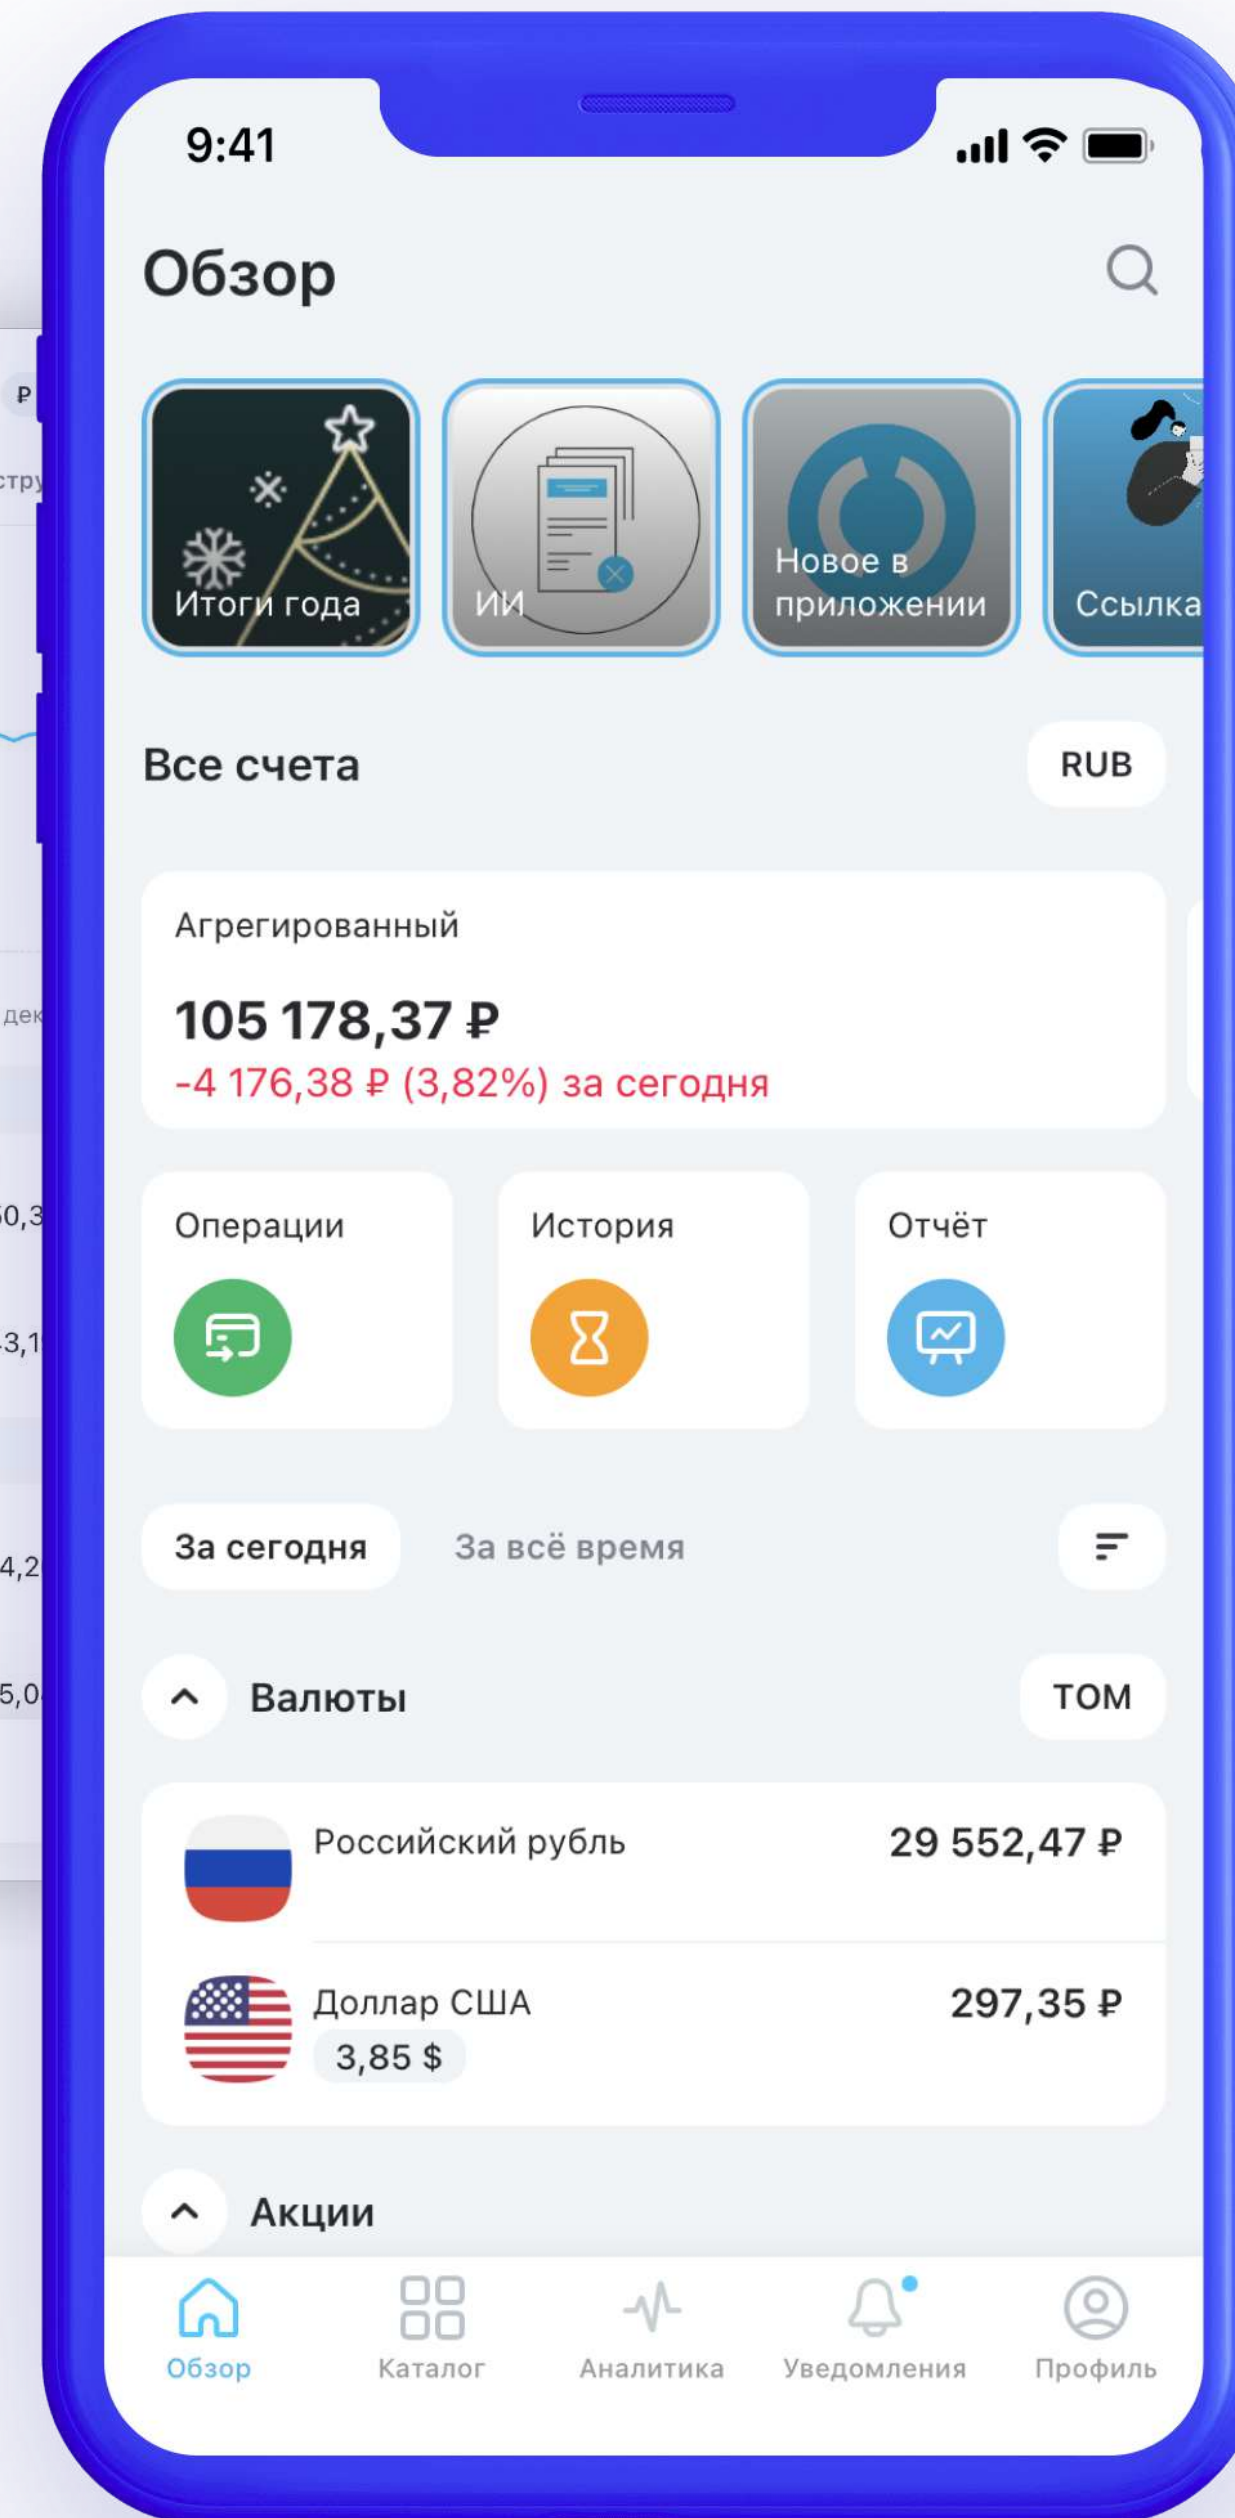 9:41
Обзор
Итоги года
ИИ
Новое в
приложении
Ссылка
Все счета
RUB
Агрегированный
105 178,37 ₽
-4 176,38 ₽ (3,82%) за сегодня
Операции
История
Отчёт
За сегодня
За всё время
Валюты
TOM
Российский рубль
29 552,47 ₽
Доллар США
297,35 ₽
3,85 $
Акции
Обзор
Каталог
Аналитика
Уведомления
Профиль
₽
дек